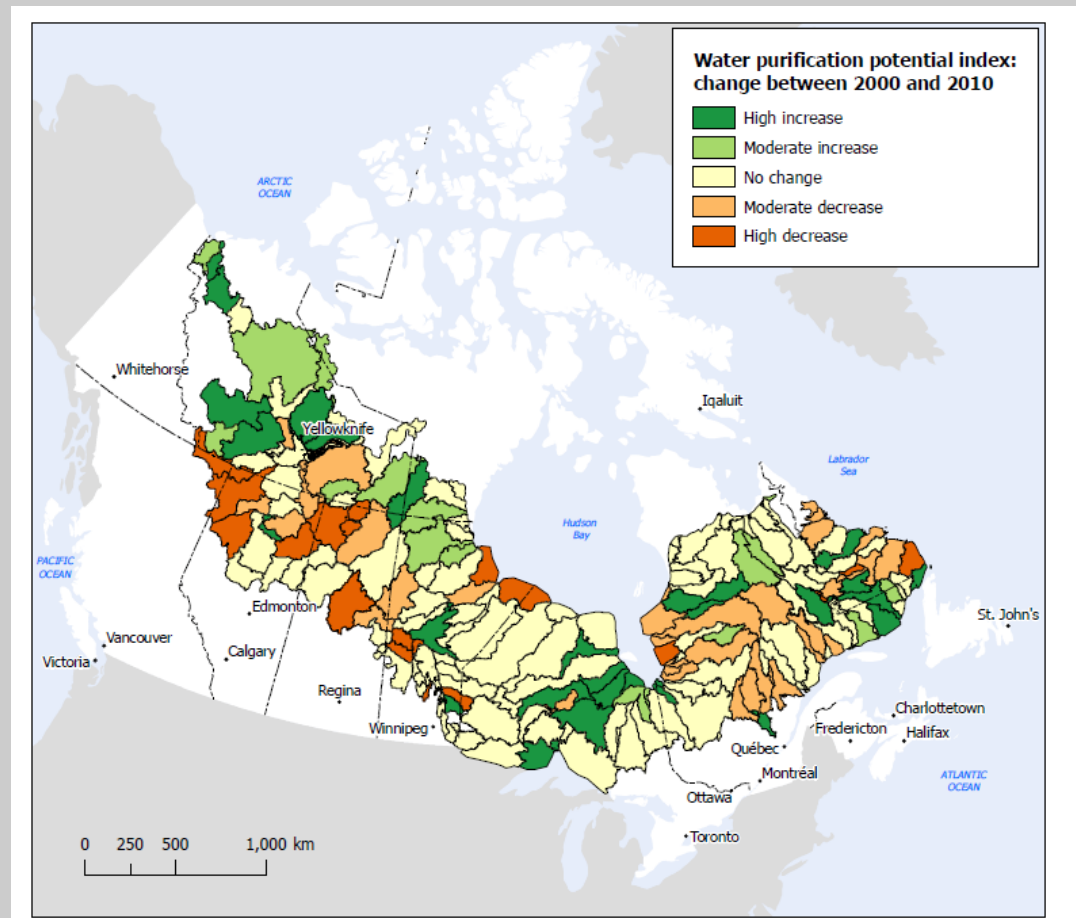 Water purification potential index:
change between 2000 and 2010
High increase
Moderate increase
No change
Moderate decrease
High decrease
ARCTIC
OCEAN
Whitehorse
Iqaluit
Yellowknife
Labrador
Sea
Hudson
Bay
PACIFIC
OCEAN
Edmonton
St. John's
Vancouver
Calgary
Victoria
Regina
Charlottetown
Winnipeg
Fredericton
Halifax
Québec
Montréal
ATLANTIC
OCEAN
Ottawa
Toronto
0 250 500 1,000 km